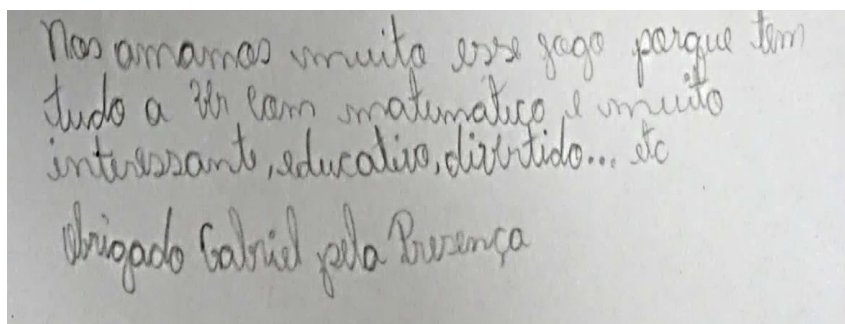 Nos amamos muito esse jogo porque tem
tudo a ver com matematica, e muito
interessante, educativo, divertido... etc
Obrigado Gabriel pela Presença